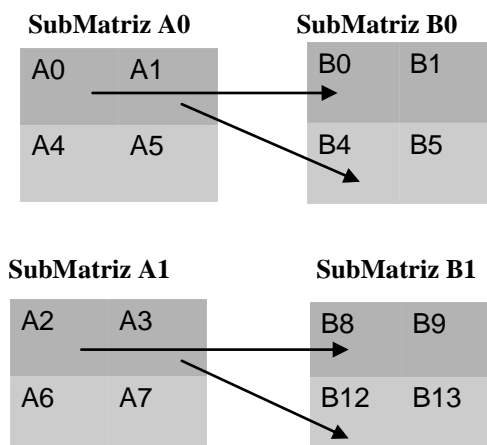 SubMatriz A0 SubMatriz B0
A0 A1 B0 B1
A4 A5 B4 B5
SubMatriz A1 SubMatriz B1
A2 A3 B8 B9
A6 A7 B12 B13